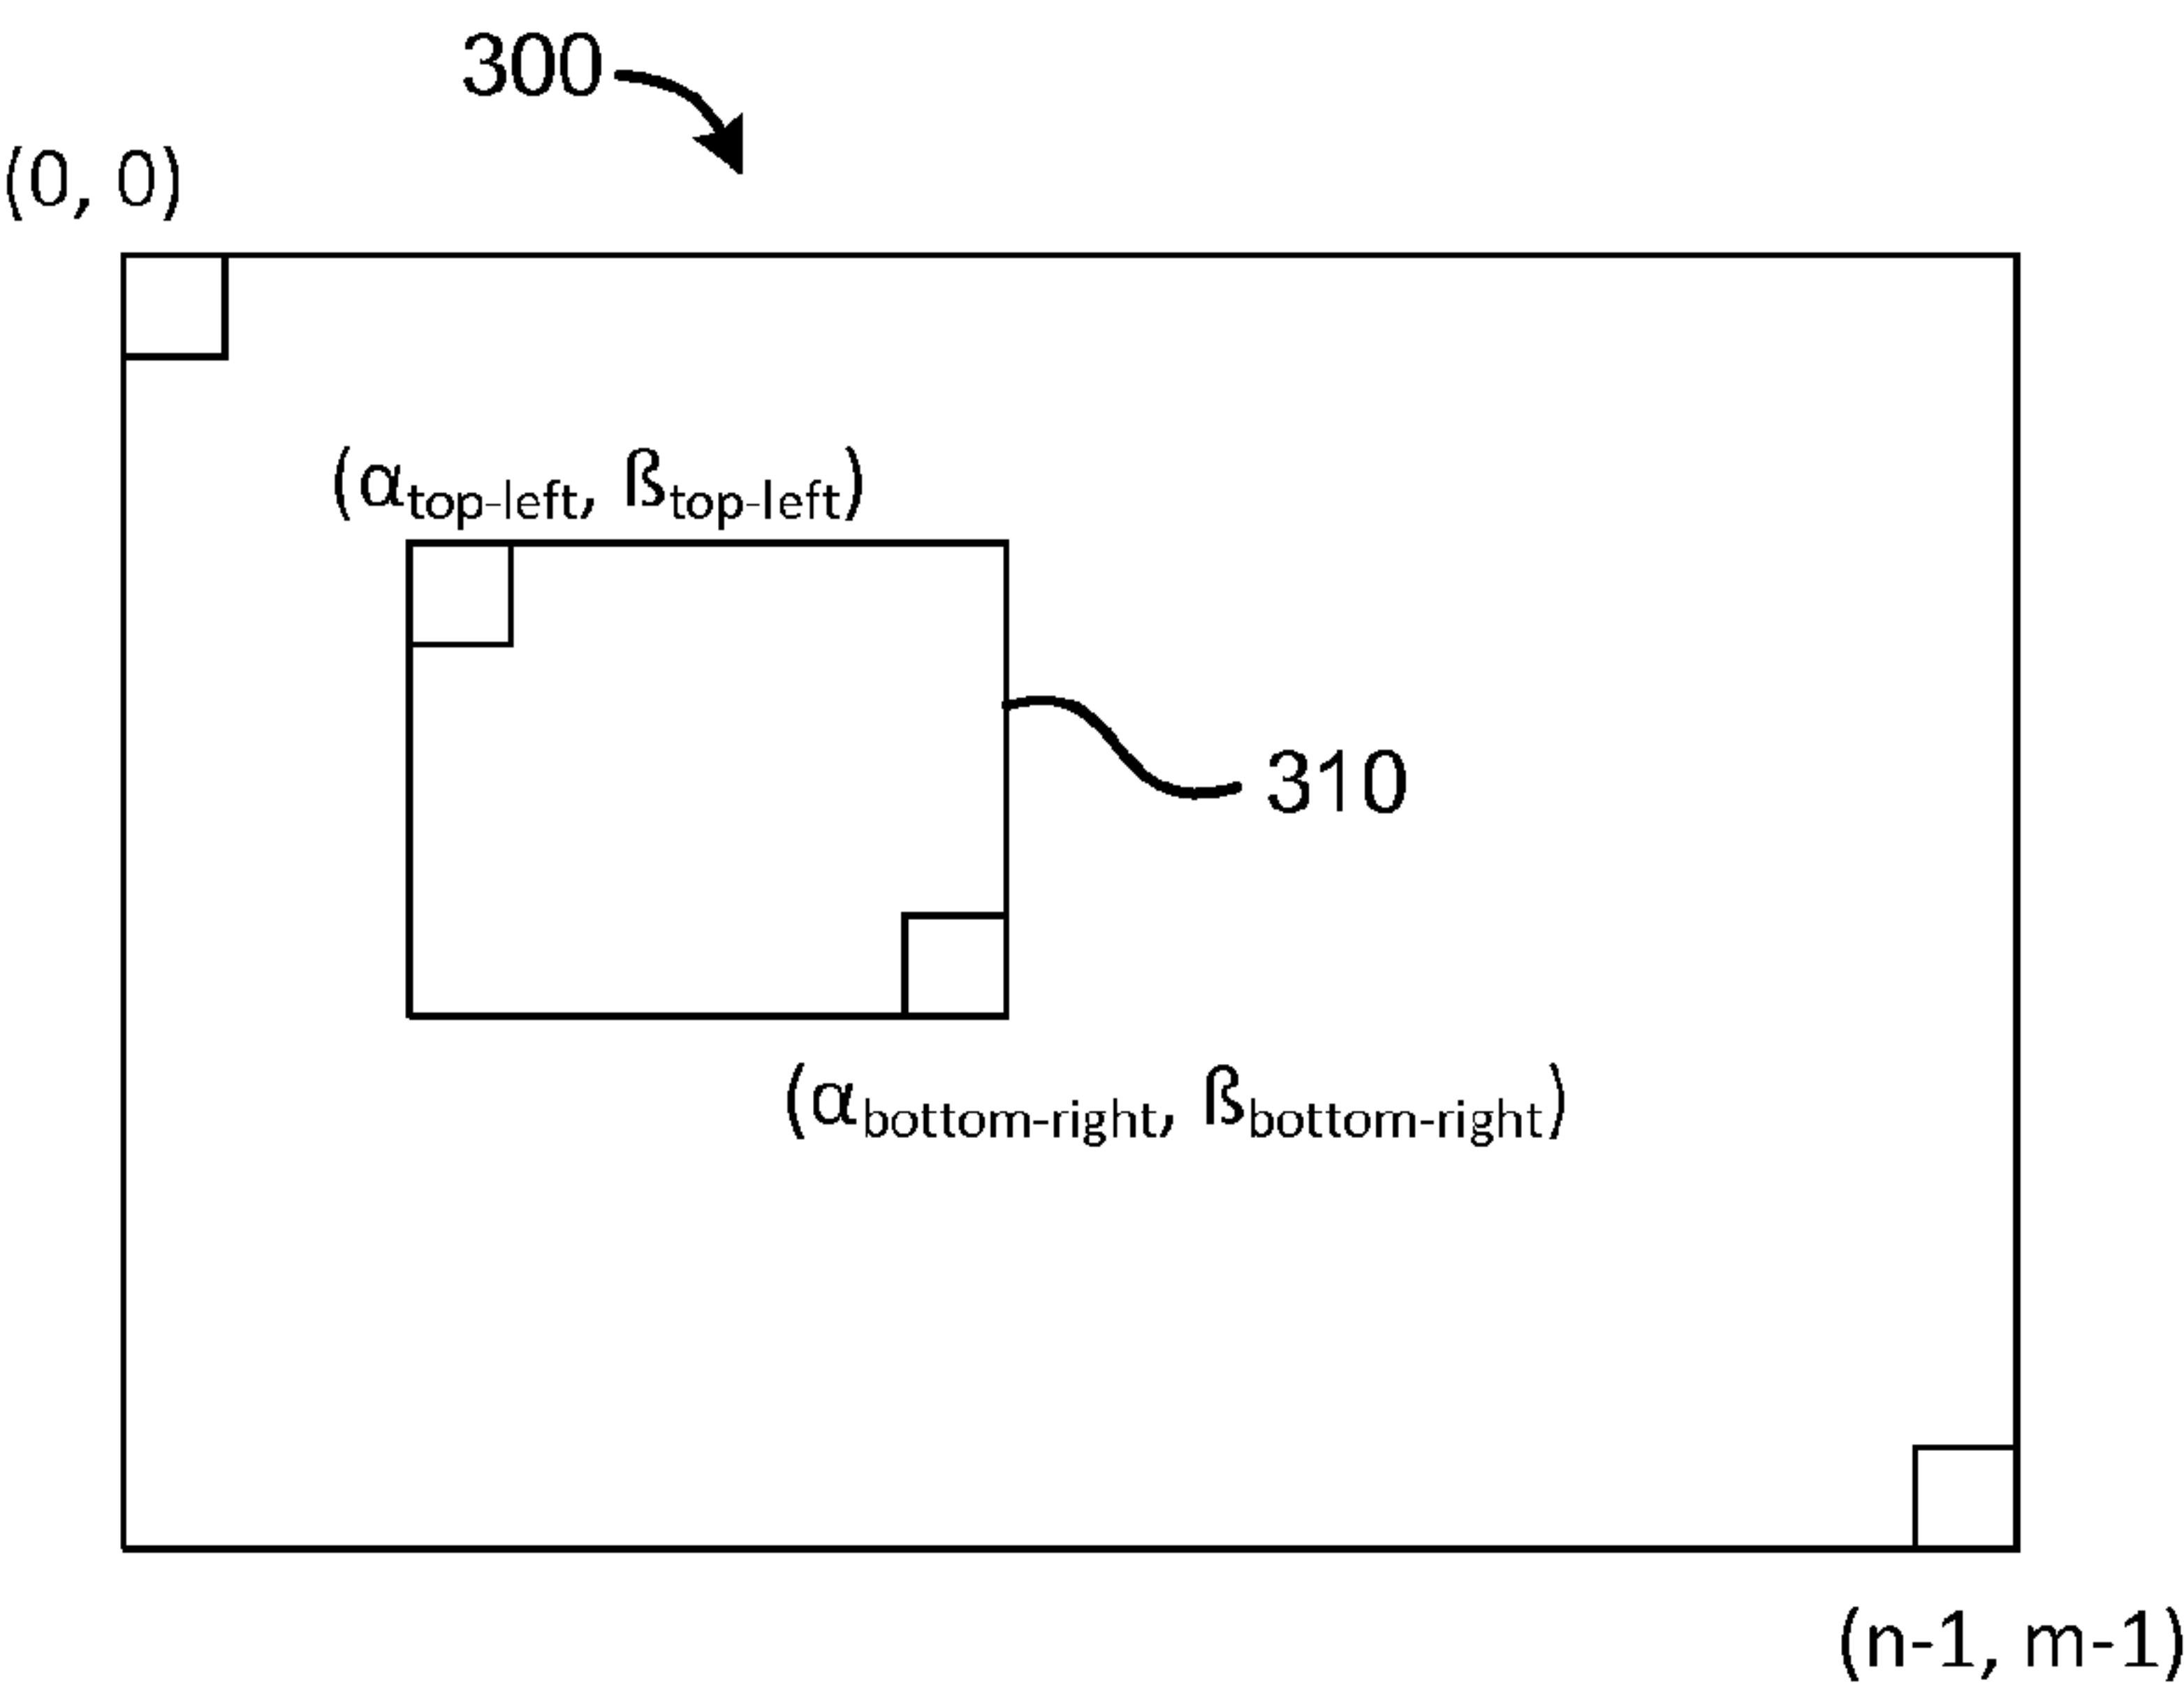 300
(0, 0)
(αtop-left, ßtop-left)
310
(αbottom-right, ßbottom-right)
(n-1, m-1)